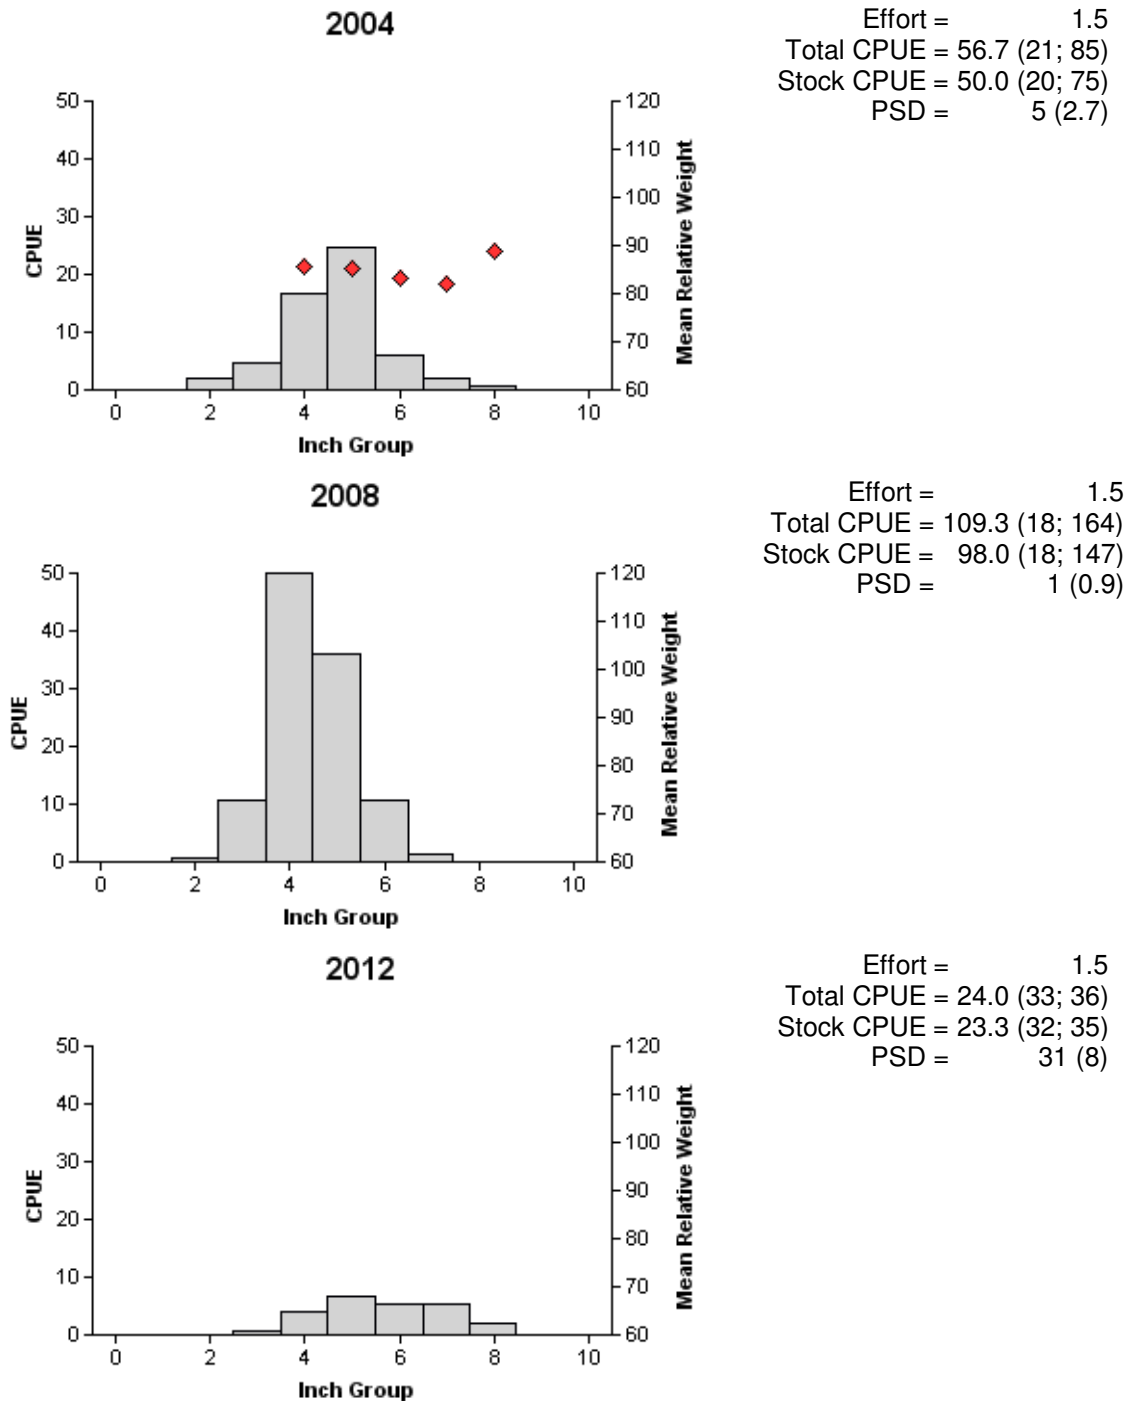 2004
Effort = 1.5
Total CPUE = 56.7 (21; 85)
Stock CPUE = 50.0 (20; 75)
PSD = 5 (2.7)
50 120
110
40
100
30
90
20
80
10
70
0 60
CPUE
Mean Relative Weight
0 2 4 6 8 10
Inch Group
2008
Effort = 1.5
Total CPUE = 109.3 (18; 164)
Stock CPUE = 98.0 (18; 147)
PSD = 1 (0.9)
50 120
110
40
100
30
90
20
80
10
70
0 60
CPUE
Mean Relative Weight
0 2 4 6 8 10
Inch Group
2012
Effort = 1.5
Total CPUE = 24.0 (33; 36)
Stock CPUE = 23.3 (32; 35)
PSD = 31 (8)
50 120
110
40
100
30
90
20
80
10
70
0 60
CPUE
Mean Relative Weight
0 2 4 6 8 10
Inch Group